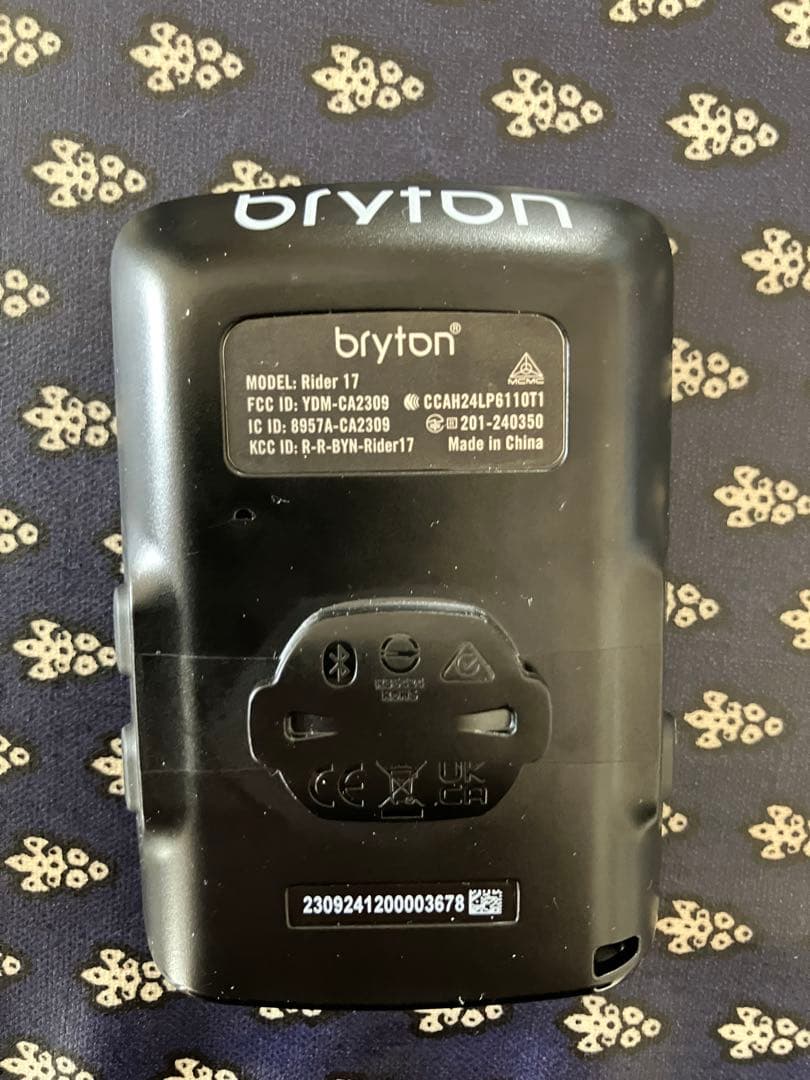 bryton
bryton®
MCMC
MODEL: Rider 17
FCC ID: YDM-CA2309 CCAH24LP6110T1
IC ID: 8957A-CA2309 201-240350
KCC ID: R-R-BYN-Rider17 Made in China
RoHS
CE UK
CA
2309241200003678